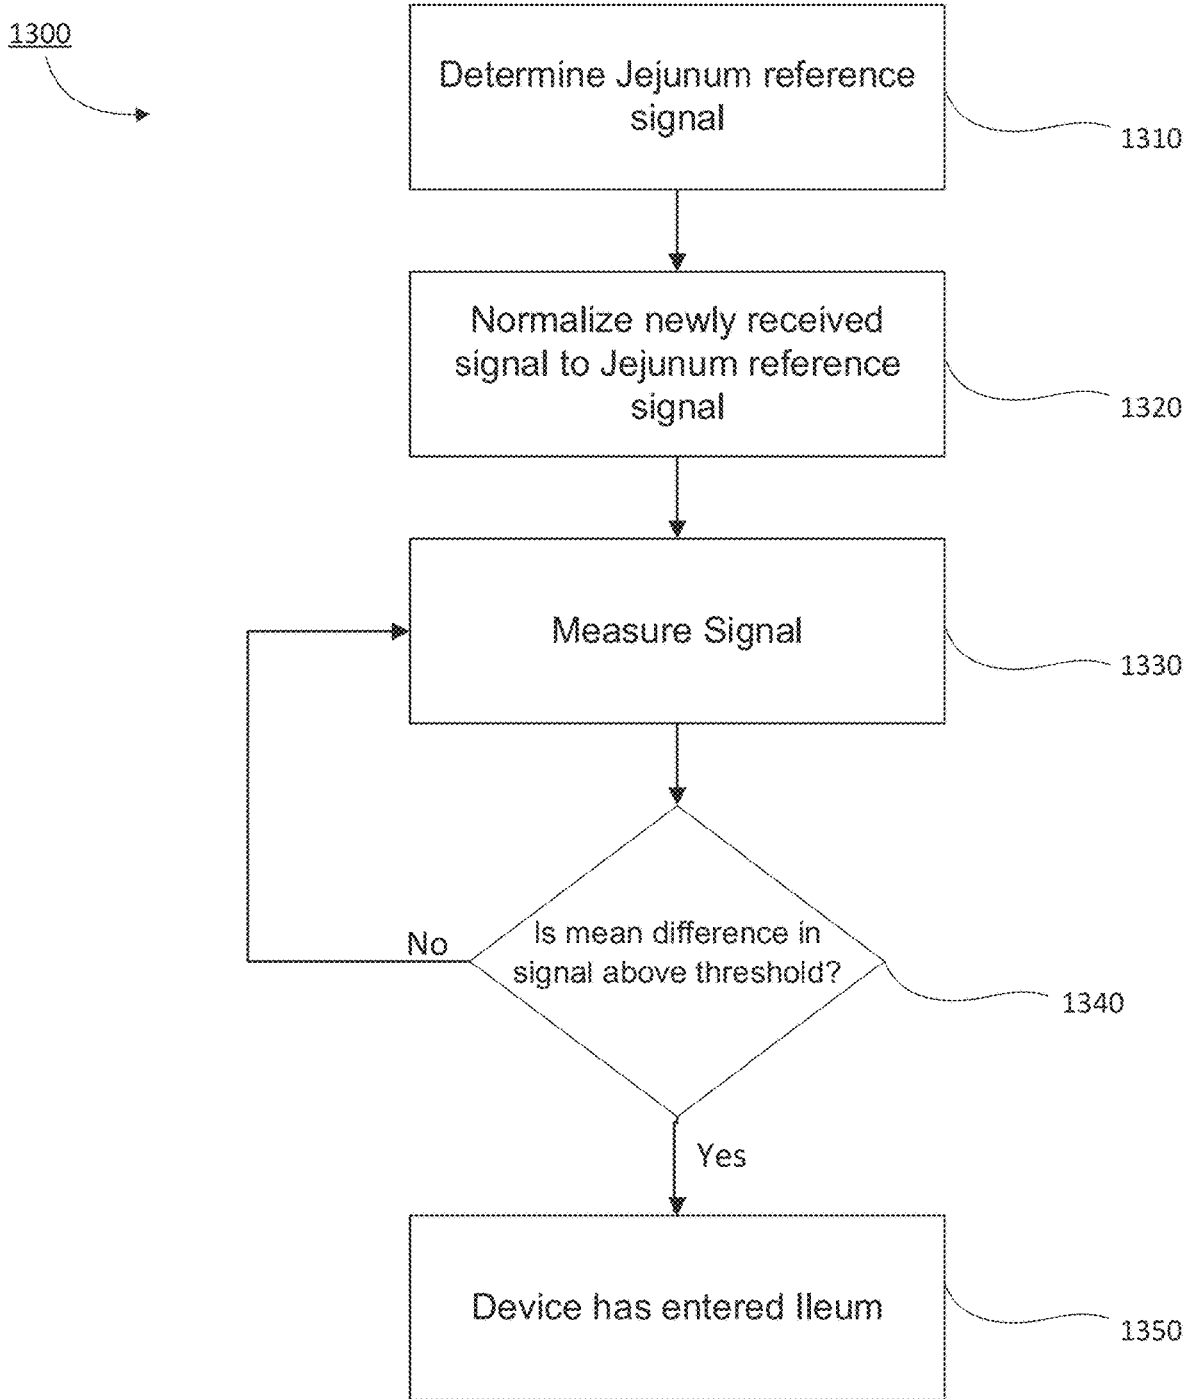 1300
Determine Jejunum reference
signal
1310
Normalize newly received
signal to Jejunum reference
signal
1320
Measure Signal
1330
Is mean difference in
signal above threshold?
No
1340
Yes
Device has entered Ileum
1350